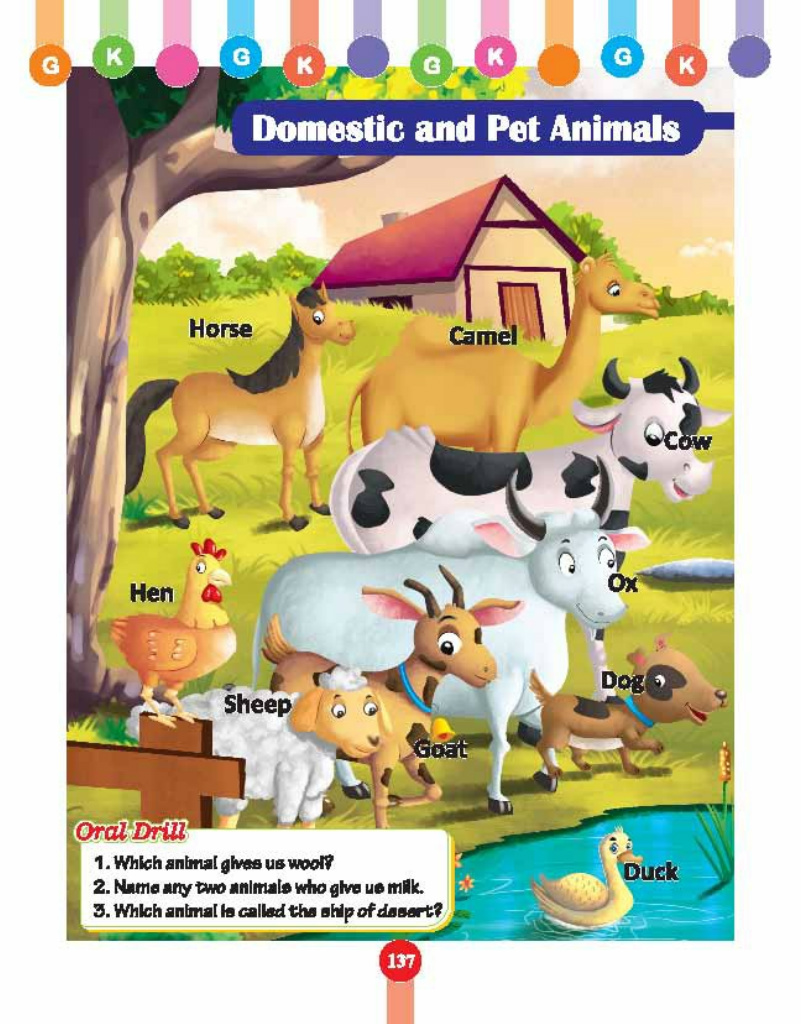 G K G K G K G K
Domestic and Pet Animals
Horse
Camel
Cow
Hen
Ox
Sheep
Dog
Goat
Oral Drill
1. Which animal gives us wool?
2. Name any two animals who give us milk.
3. Which animal is called the ship of desert?
Duck
137